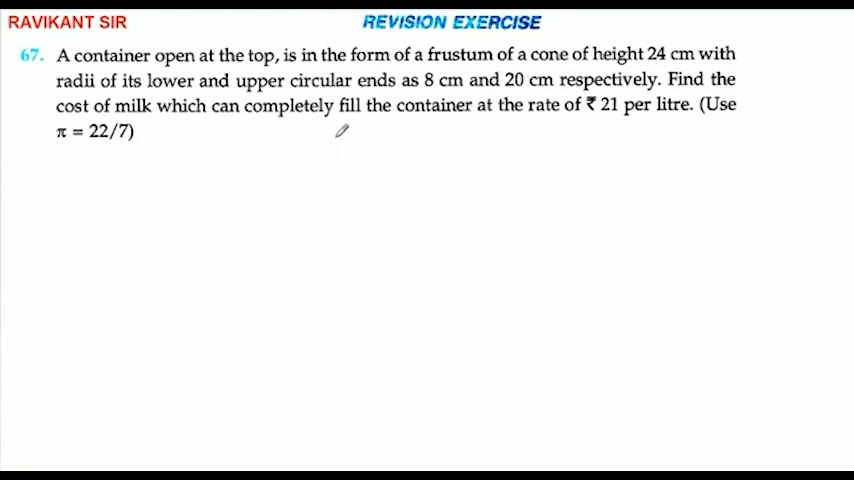 RAVIKANT SIR
REVISION EXERCISE
67. A container open at the top, is in the form of a frustum of a cone of height 24 cm with
radii of its lower and upper circular ends as 8 cm and 20 cm respectively. Find the
cost of milk which can completely fill the container at the rate of ₹ 21 per litre. (Use
π = 22/7)